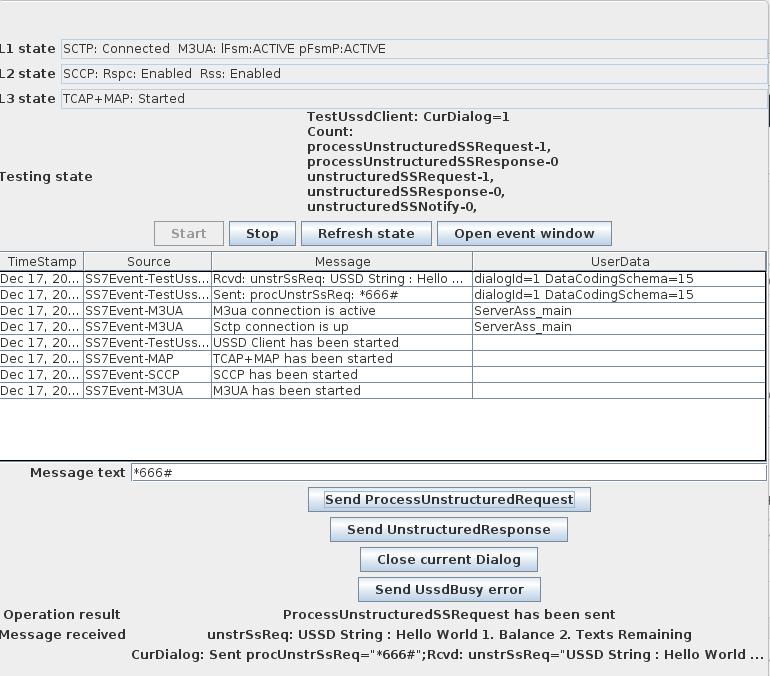 L1 state SCTP: Connected M3UA: lFsm:ACTIVE pFsmP:ACTIVE
L2 state SCCP: Rspc: Enabled Rss: Enabled
L3 state TCAP+MAP: Started
TestUssdClient: CurDialog=1
Count:
processUnstructuredSSRequest-1,
processUnstructuredSSResponse-0
Testing state unstructuredSSRequest-1,
unstructuredSSResponse-0,
unstructuredSSNotify-0,
Start Stop Refresh state Open event window
TimeStamp Source Message UserData
Dec 17, 20... SS7Event-TestUss... Rcvd: unstrSsReq: USSD String : Hello ... dialogId=1 DataCodingSchema=15
Dec 17, 20... SS7Event-TestUss... Sent: procUnstrSsReq: *666# dialogId=1 DataCodingSchema=15
Dec 17, 20... SS7Event-M3UA M3ua connection is active ServerAss_main
Dec 17, 20... SS7Event-M3UA Sctp connection is up ServerAss_main
Dec 17, 20... SS7Event-TestUss... USSD Client has been started
Dec 17, 20... SS7Event-MAP TCAP+MAP has been started
Dec 17, 20... SS7Event-SCCP SCCP has been started
Dec 17, 20... SS7Event-M3UA M3UA has been started
Message text *666#
Send ProcessUnstructuredRequest
Send UnstructuredResponse
Close current Dialog
Send UssdBusy error
Operation result ProcessUnstructuredSSRequest has been sent
Message received unstrSsReq: USSD String : Hello World 1. Balance 2. Texts Remaining
CurDialog: Sent procUnstrSsReq="*666#";Rcvd: unstrSsReq="USSD String : Hello World ...